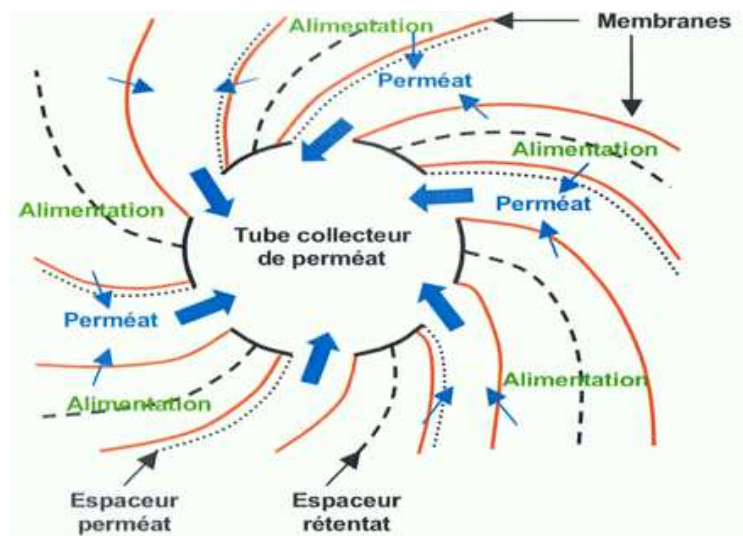 Alimentation
Membranes
Perméat
Alimentation
Perméat
Alimentation
Tube collecteur
de perméat
Perméat
Alimentation
Alimentation
Espaceur
perméat
Espaceur
rétentat